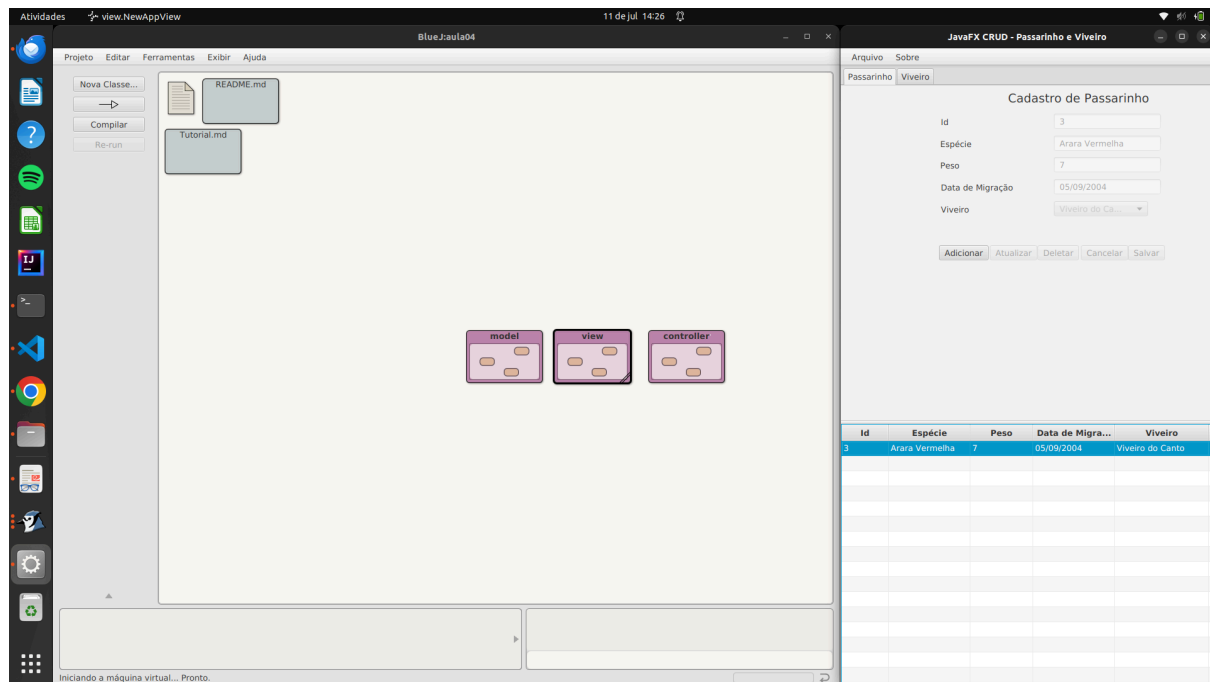 Atividades view.NewAppView 11 de jul 14:26
BlueJ:aula04
Projeto Editar Ferramentas Exibir Ajuda
Nova Classe...
Compilar
Re-run
README.md
Tutorial.md
model view controller
Iniciando a máquina virtual... Pronto.
JavaFX CRUD - Passarinho e Viveiro
Arquivo Sobre
Passarinho Viveiro
Cadastro de Passarinho
Id 3
Espécie Arara Vermelha
Peso 7
Data de Migração 05/09/2004
Viveiro Viveiro do Ca...
Adicionar Atualizar Deletar Cancelar Salvar
Id Espécie Peso Data de Migra... Viveiro
3 Arara Vermelha 7 05/09/2004 Viveiro do Canto